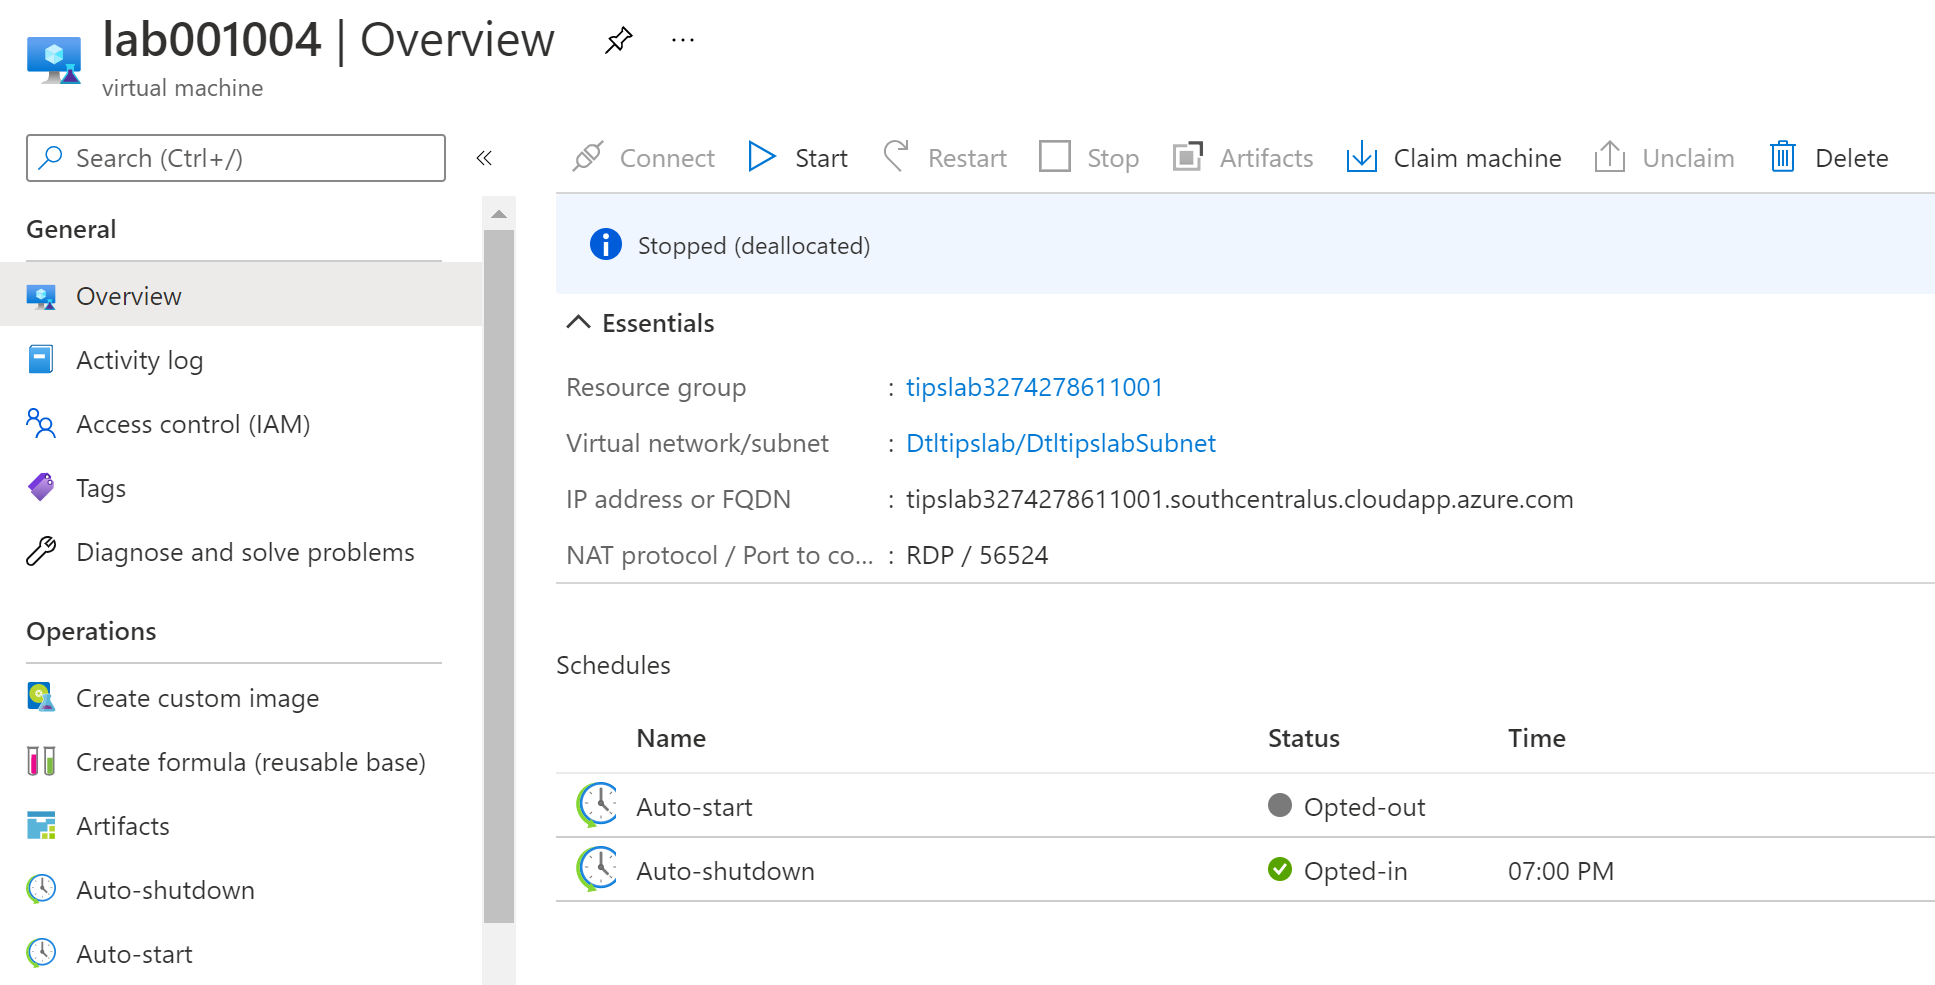 lab001004 | Overview
virtual machine
Search (Ctrl+/)
«
Connect
Start
Restart
Stop
Artifacts
Claim machine
Unclaim
Delete
General
Overview
Activity log
Access control (IAM)
Tags
Diagnose and solve problems
Operations
Create custom image
Create formula (reusable base)
Artifacts
Auto-shutdown
Auto-start
Stopped (deallocated)
Essentials
Resource group : tipslab3274278611001
Virtual network/subnet : Dtltipslab/DtltipslabSubnet
IP address or FQDN : tipslab3274278611001.southcentralus.cloudapp.azure.com
NAT protocol / Port to co... : RDP / 56524
Schedules
Name Status Time
Auto-start Opted-out
Auto-shutdown Opted-in 07:00 PM